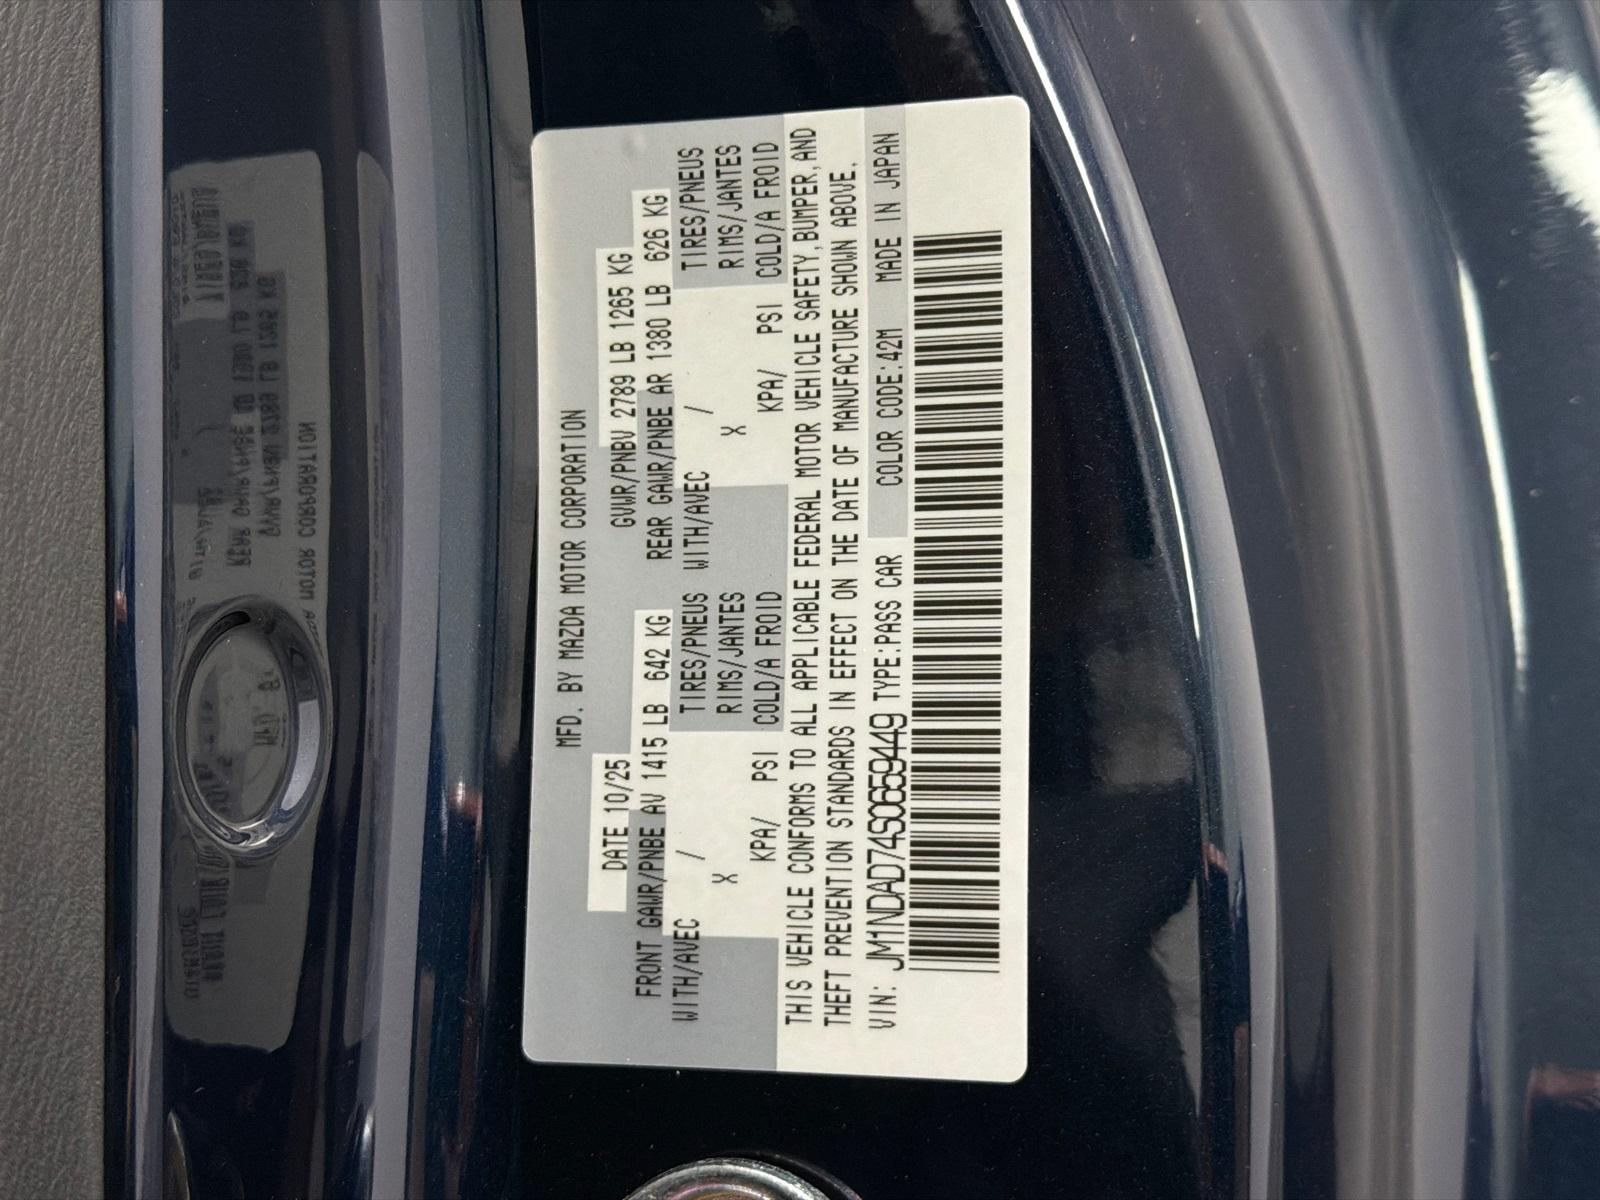 MFD. BY MAZDA MOTOR CORPORATION
DATE 10/25 GVWR/PNBV 2789 LB 1265 KG
FRONT GAWR/PNBE AV 1415 LB 642 KG REAR GAWR/PNBE AR 1380 LB 626 KG
WITH/AVEC / TIRES/PNEUS WITH/AVEC / TIRES/PNEUS
X RIMS/JANTES X RIMS/JANTES
KPA/ PSI COLD/A FROID KPA/ PSI COLD/A FROID
THIS VEHICLE CONFORMS TO ALL APPLICABLE FEDERAL MOTOR VEHICLE SAFETY, BUMPER, AND
THEFT PREVENTION STANDARDS IN EFFECT ON THE DATE OF MANUFACTURE SHOWN ABOVE.
VIN: JM1NDAD74S0659449 TYPE:PASS CAR COLOR CODE:42M MADE IN JAPAN